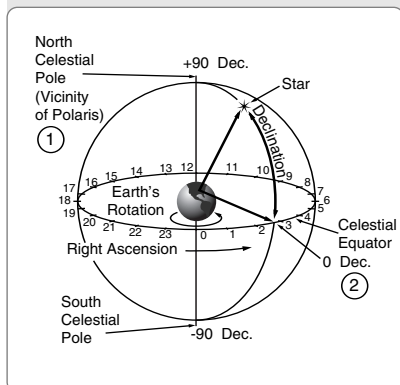 North
Celestial
Pole
(Vicinity
of Polaris)
1
+90 Dec.
Star
Declination
12
13
14
15
16
17
18
19
20
21
22
23
0
1
2
3
4
5
6
7
8
9
10
11
Earth's
Rotation
Right Ascension
Celestial
Equator
0 Dec.
2
South
Celestial
Pole
-90 Dec.